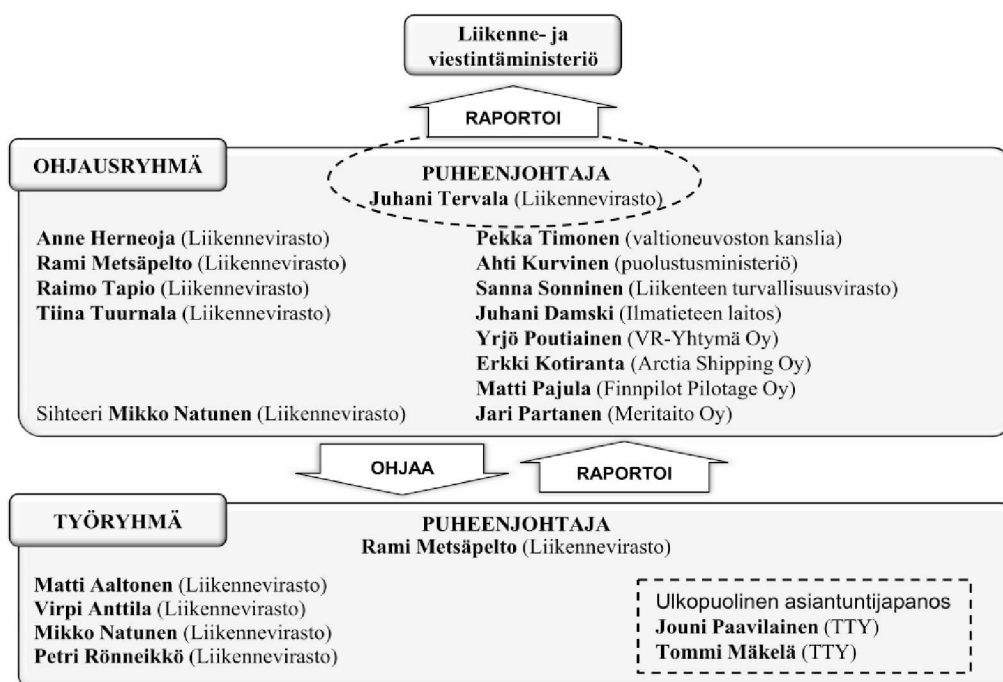 Liikenne- ja
viestintäministeriö
RAPORTOI
OHJAUSRYHMÄ
PUHEENJOHTAJA
Juhani Tervala (Liikennevirasto)
Anne Herneoja (Liikennevirasto)
Rami Metsäpelto (Liikennevirasto)
Raimo Tapio (Liikennevirasto)
Tiina Tuurnala (Liikennevirasto)
Sihteeri Mikko Natunen (Liikennevirasto)
Pekka Timonen (valtioneuvoston kanslia)
Ahti Kurvinen (puolustusministeriö)
Sanna Sonninen (Liikenteen turvallisuusvirasto)
Juhani Damski (Ilmatieteen laitos)
Yrjö Poutiainen (VR-Yhtymä Oy)
Erkki Kotiranta (Arctia Shipping Oy)
Matti Pajula (Finnpilot Pilotage Oy)
Jari Partanen (Meritaito Oy)
OHJAA
RAPORTOI
TYÖRYHMÄ
PUHEENJOHTAJA
Rami Metsäpelto (Liikennevirasto)
Matti Aaltonen (Liikennevirasto)
Virpi Anttila (Liikennevirasto)
Mikko Natunen (Liikennevirasto)
Petri Rönneikkö (Liikennevirasto)
Ulkopuolinen asiantuntijapanos
Jouni Paavilainen (TTY)
Tommi Mäkelä (TTY)